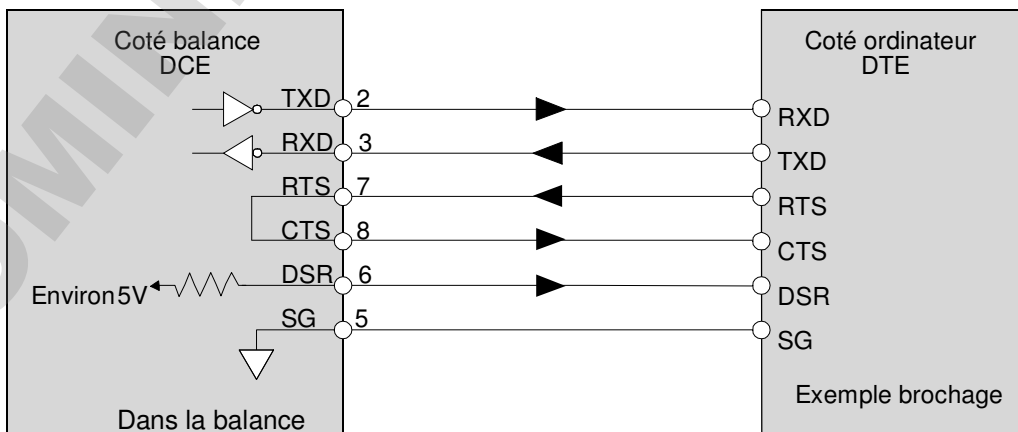 Coté balance
DCE
TXD 2
RXD 3
RTS 7
CTS 8
DSR 6
Environ5V
SG 5
Dans la balance
Coté ordinateur
DTE
RXD
TXD
RTS
CTS
DSR
SG
Exemple brochage